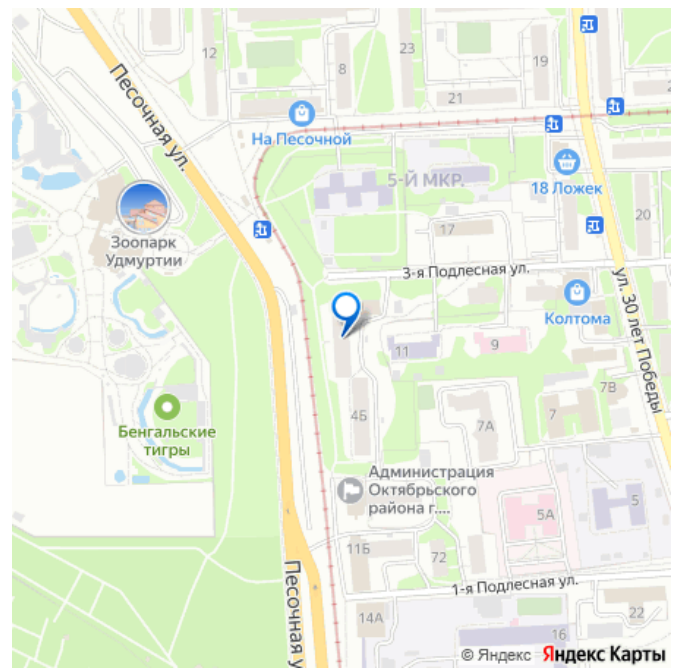 12
23
19
8
21
2
Песочная ул.
На Песочной
18 Ложек
5-Й МКР.
20
17
Зоопарк
Удмуртии
3-я Подлесная ул.
ул. 30 лет Победы
Колтома
11
9
7В
7
4Б
7А
Бенгальские
тигры
Администрация
Октябрьского
района г....
5А
5
11Б
72
1-я Подлесная ул.
Песочная у
14А
22
16
© Яндекс Яндекс Карты